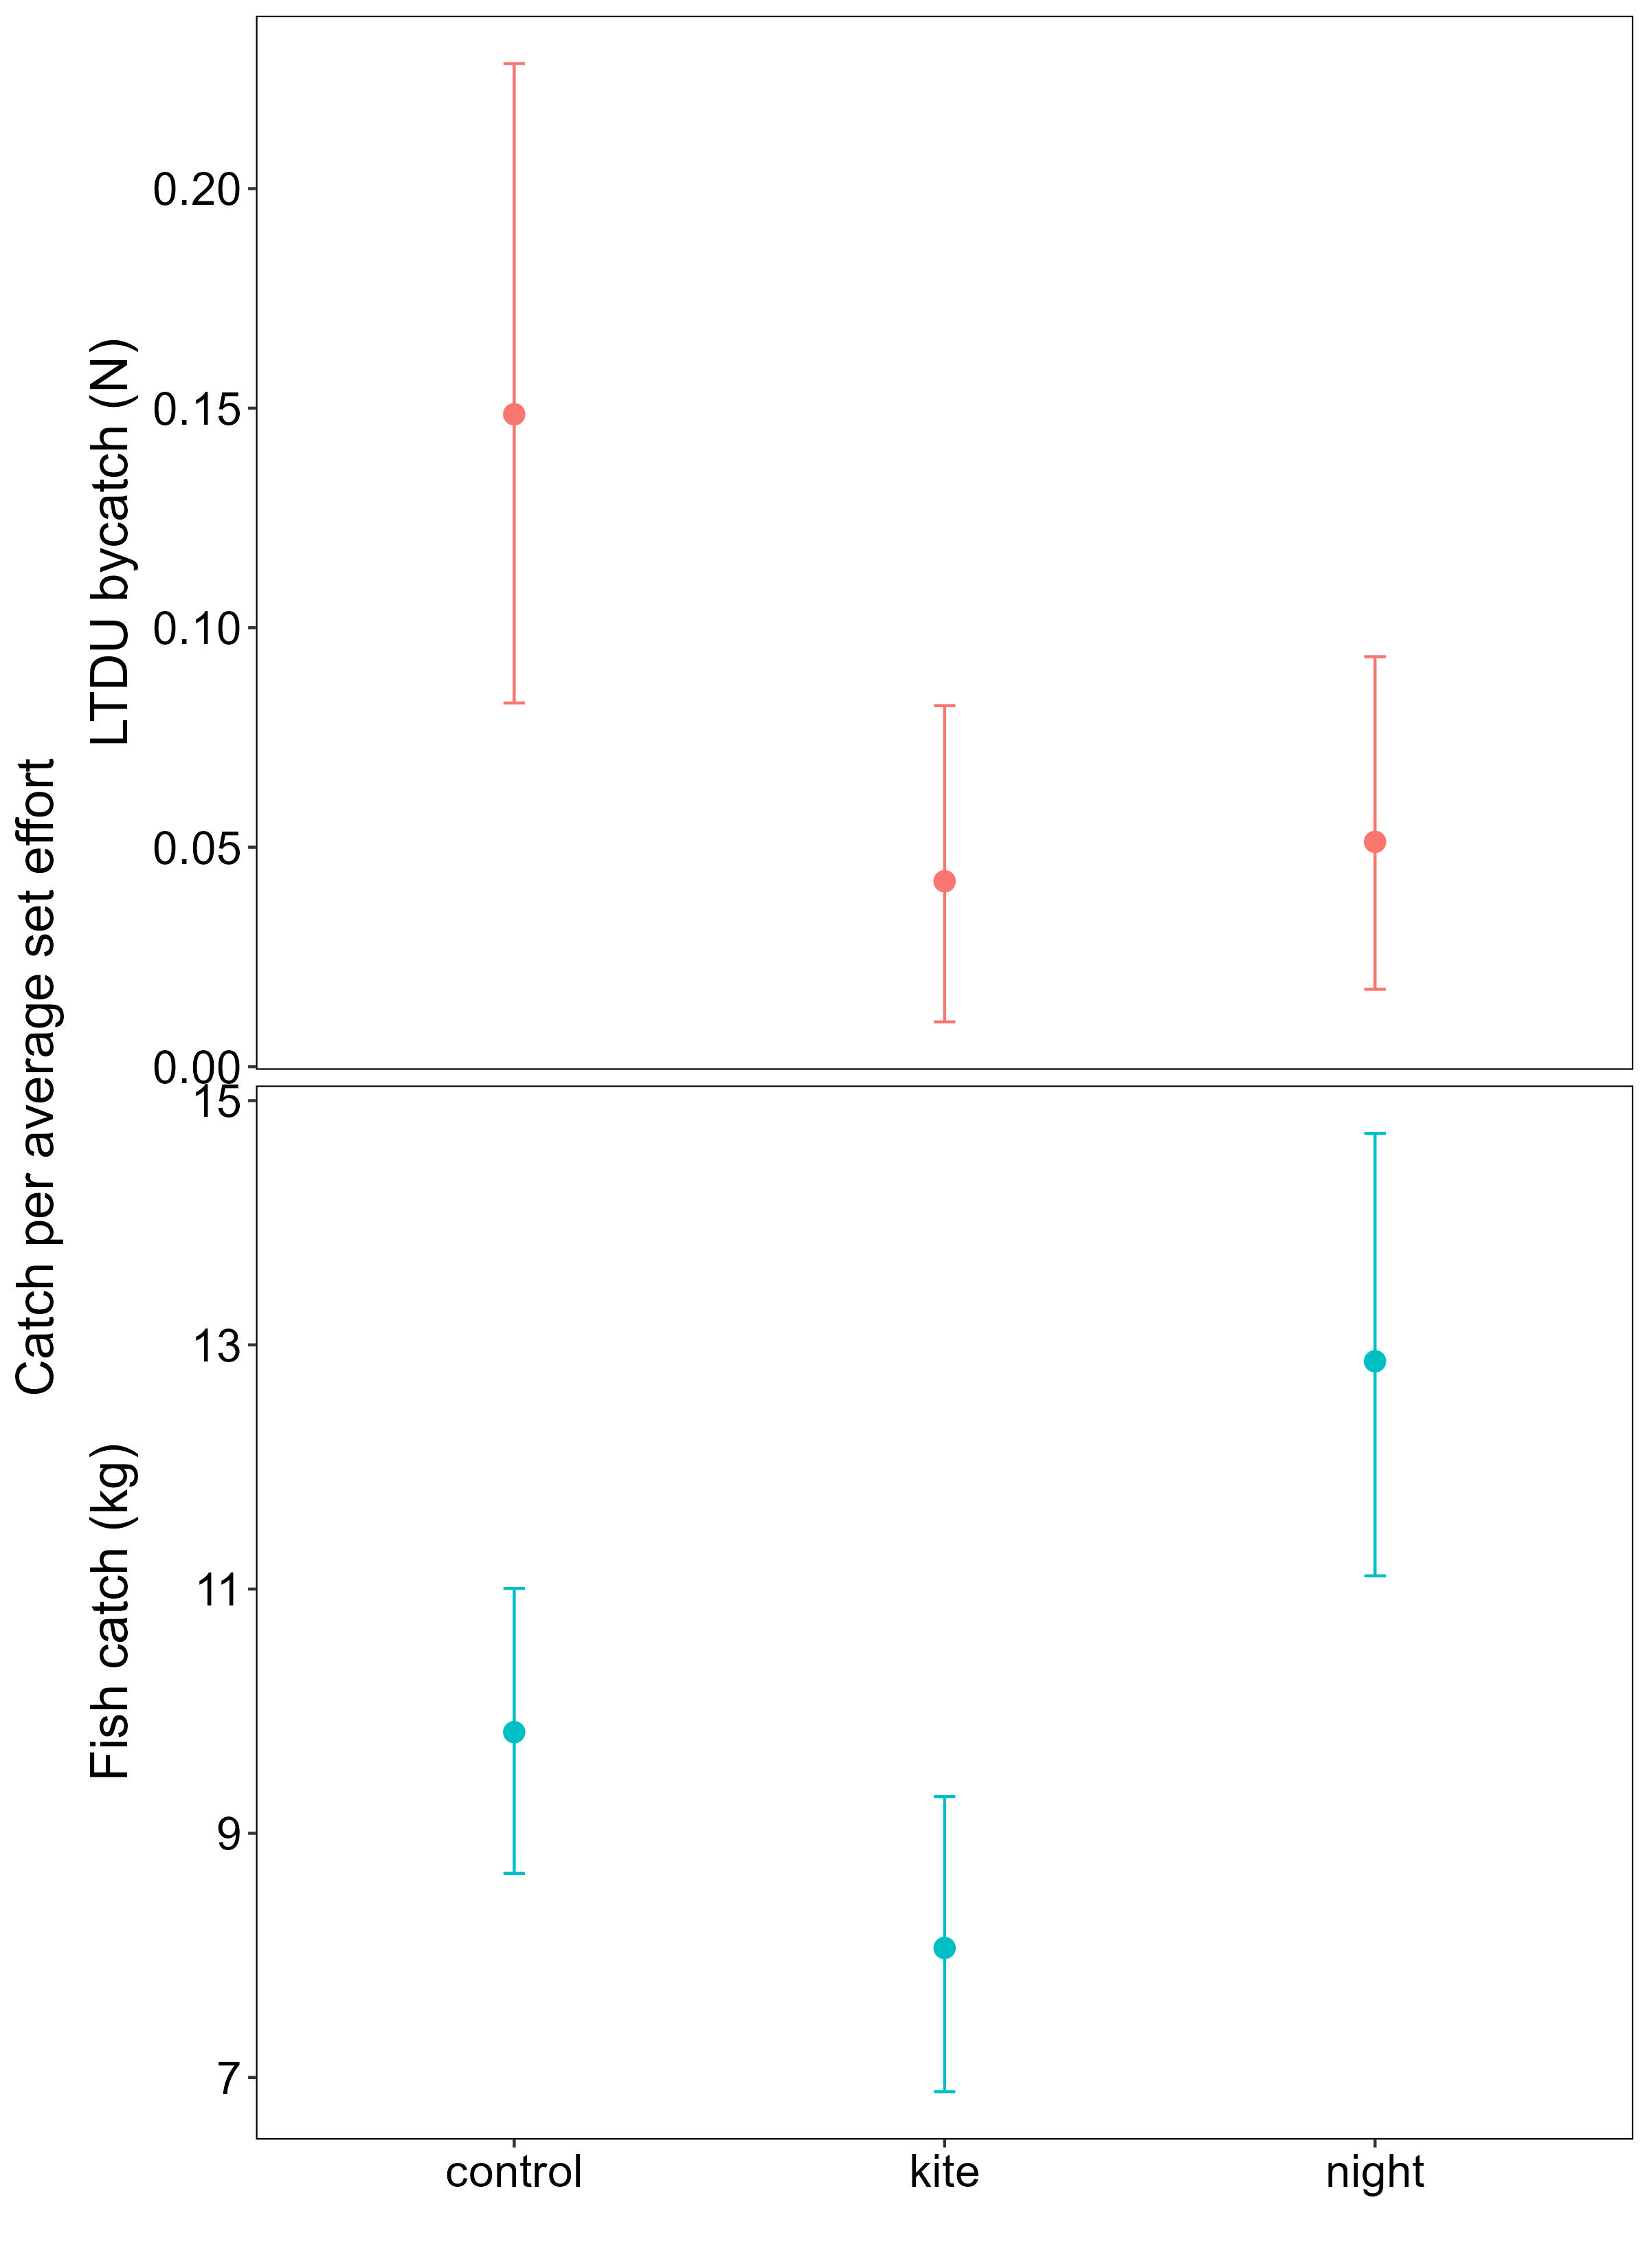 Catch per average set effort
LTDU bycatch (N)
0.20
0.15
0.10
0.05
0.00
Fish catch (kg)
15
13
11
9
7
control kite night